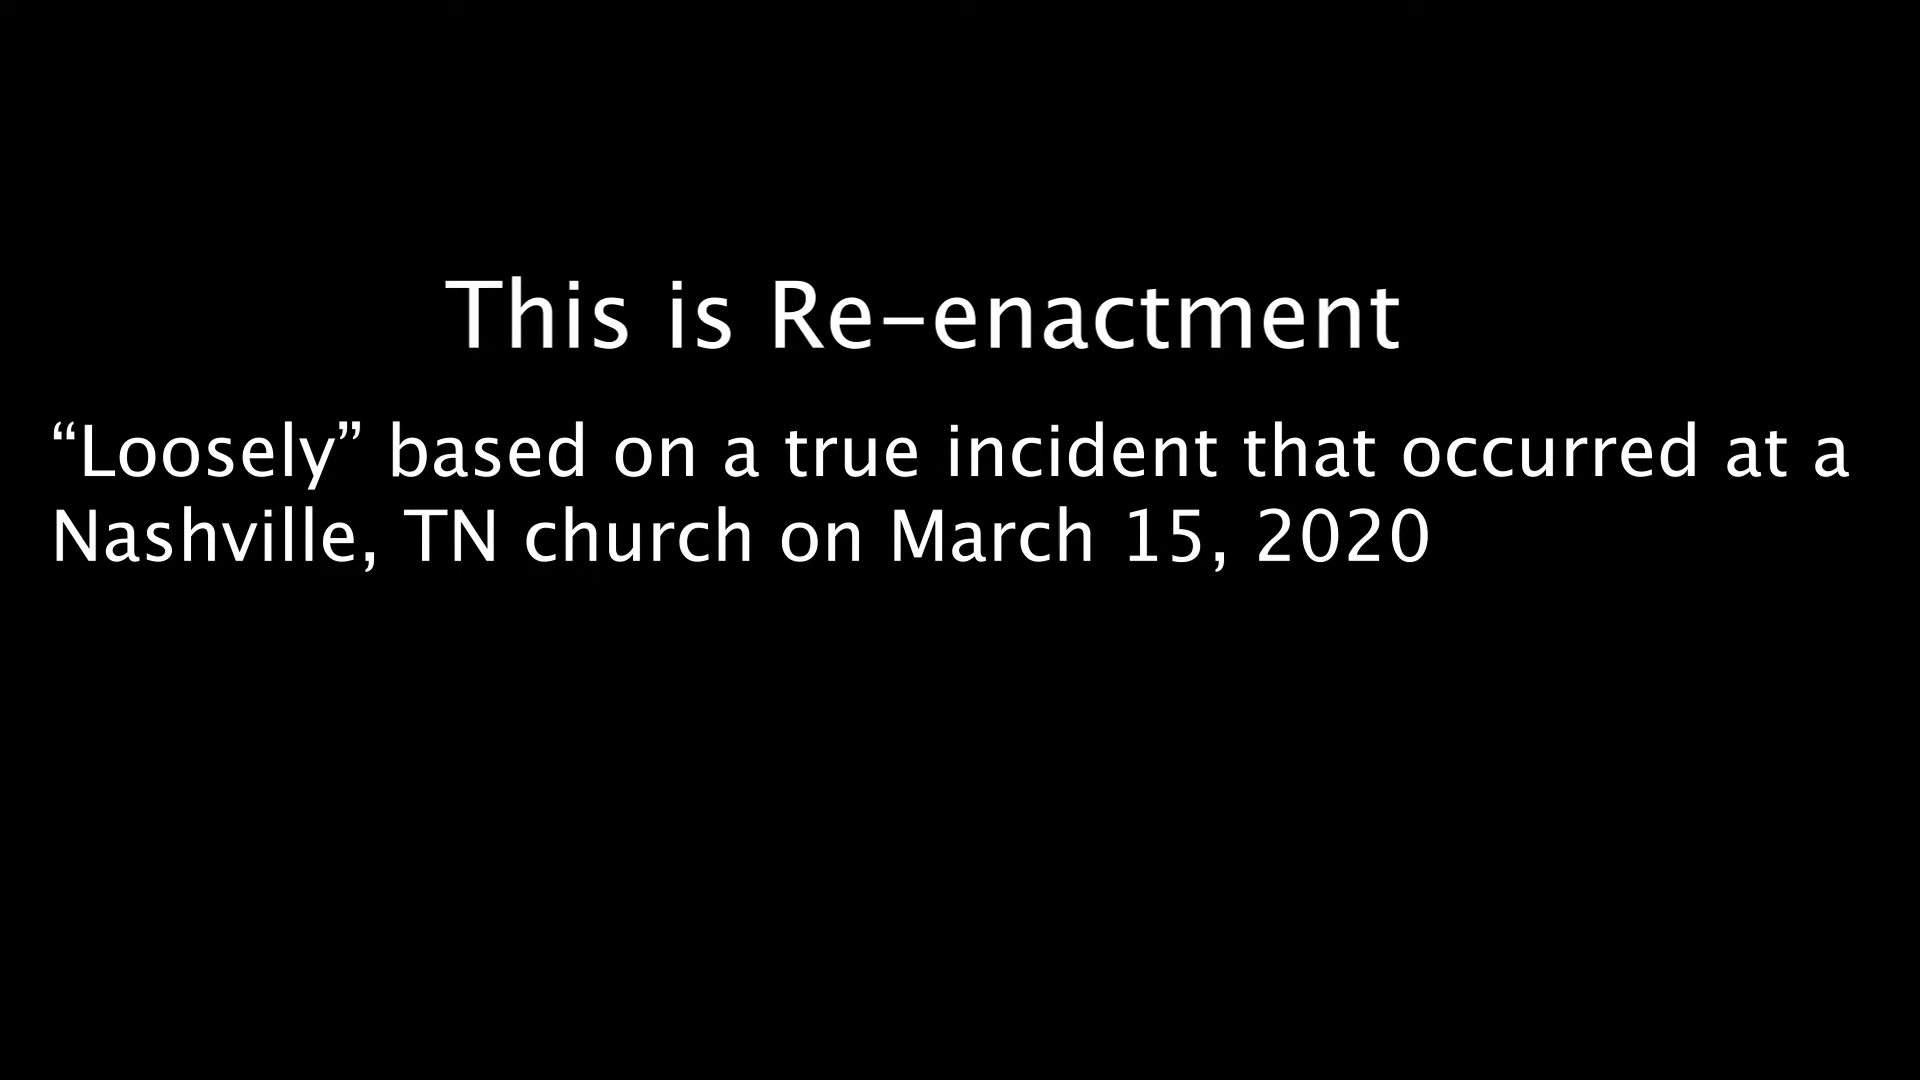 This is Re-enactment
“Loosely” based on a true incident that occurred at a
Nashville, TN church on March 15, 2020